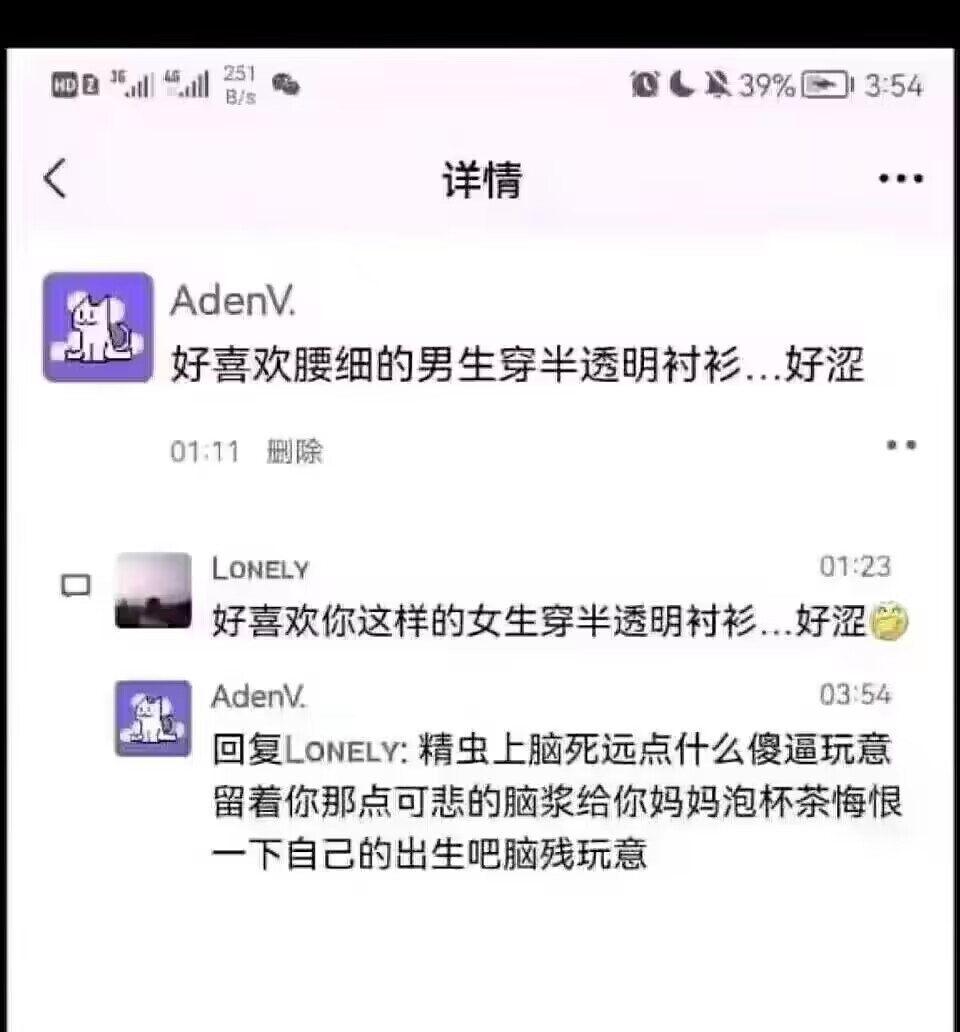 HD 2 3G 4G 251 B/s 39% 3:54
详情
AdenV.
好喜欢腰细的男生穿半透明衬衫...好涩
01:11 删除
LONELY 01:23
好喜欢你这样的女生穿半透明衬衫...好涩
AdenV. 03:54
回复LONELY: 精虫上脑死远点什么傻逼玩意
留着你那点可悲的脑浆给你妈妈泡杯茶悔恨
一下自己的出生吧脑残玩意